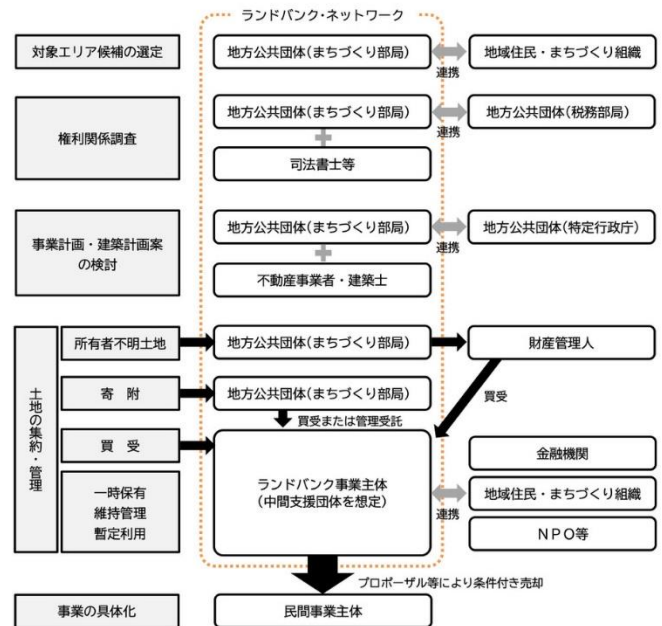 ランドバンク・ネットワーク
対象エリア候補の選定
地方公共団体(まちづくり部局)
連携
地域住民・まちづくり組織
権利関係調査
地方公共団体(まちづくり部局)
連携
地方公共団体(税務部局)
司法書士等
事業計画・建築計画案
の検討
地方公共団体(まちづくり部局)
連携
地方公共団体(特定行政庁)
不動産事業者・建築士
土地の集約・管理
所有者不明土地
地方公共団体(まちづくり部局)
財産管理人
買受
寄 附
地方公共団体(まちづくり部局)
買受または管理受託
買 受
ランドバンク事業主体
(中間支援団体を想定)
一時保有
維持管理
暫定利用
連携
金融機関
地域住民・まちづくり組織
NPO等
プロポーザル等により条件付き売却
事業の具体化
民間事業主体